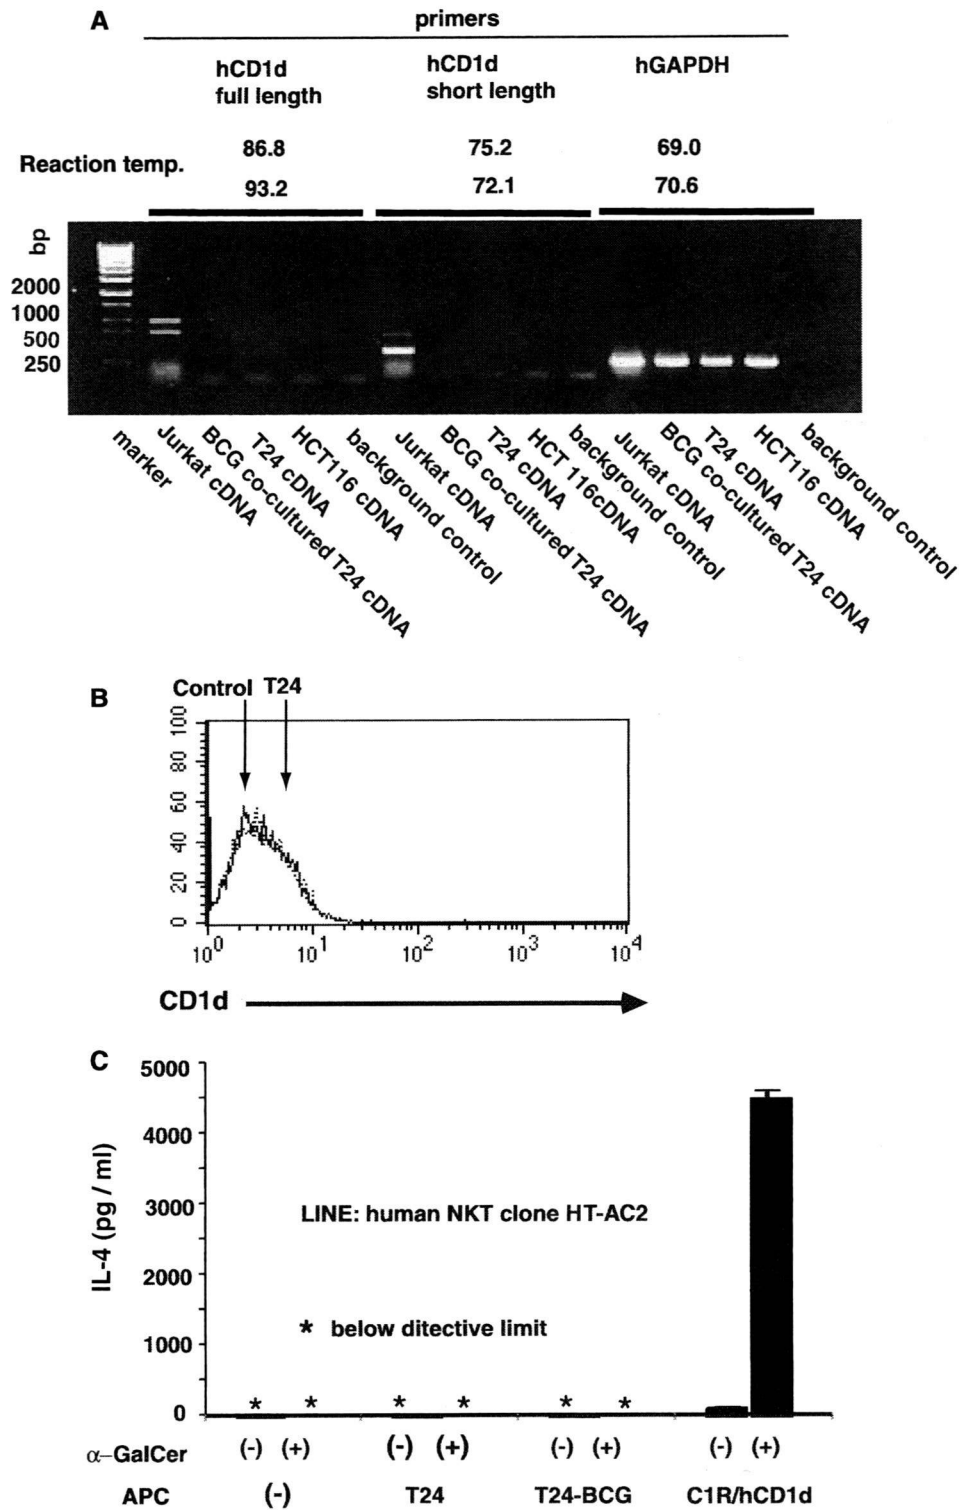 A
primers
hCD1d
full length
hCD1d
short length
hGAPDH
Reaction temp.
86.8
75.2
69.0
93.2
72.1
70.6
bp
2000
1000
500
250
marker
Jurkat cDNA
BCG co-cultured T24 cDNA
T24 cDNA
HCT116 cDNA
background control
Jurkat cDNA
BCG co-cultured T24 cDNA
T24 cDNA
HCT 116cDNA
background control
Jurkat cDNA
BCG co-cultured T24 cDNA
T24 cDNA
HCT116 cDNA
background control
B
Control T24
100
80
60
40
20
0
10^0 10^1 10^2 10^3 10^4
CD1d
C
5000
4000
3000
2000
1000
0
IL-4 (pg / ml)
LINE: human NKT clone HT-AC2
* below ditective limit
* * * * * *
α-GalCer (-) (+) (-) (+) (-) (+) (-) (+)
APC (-) T24 T24-BCG C1R/hCD1d